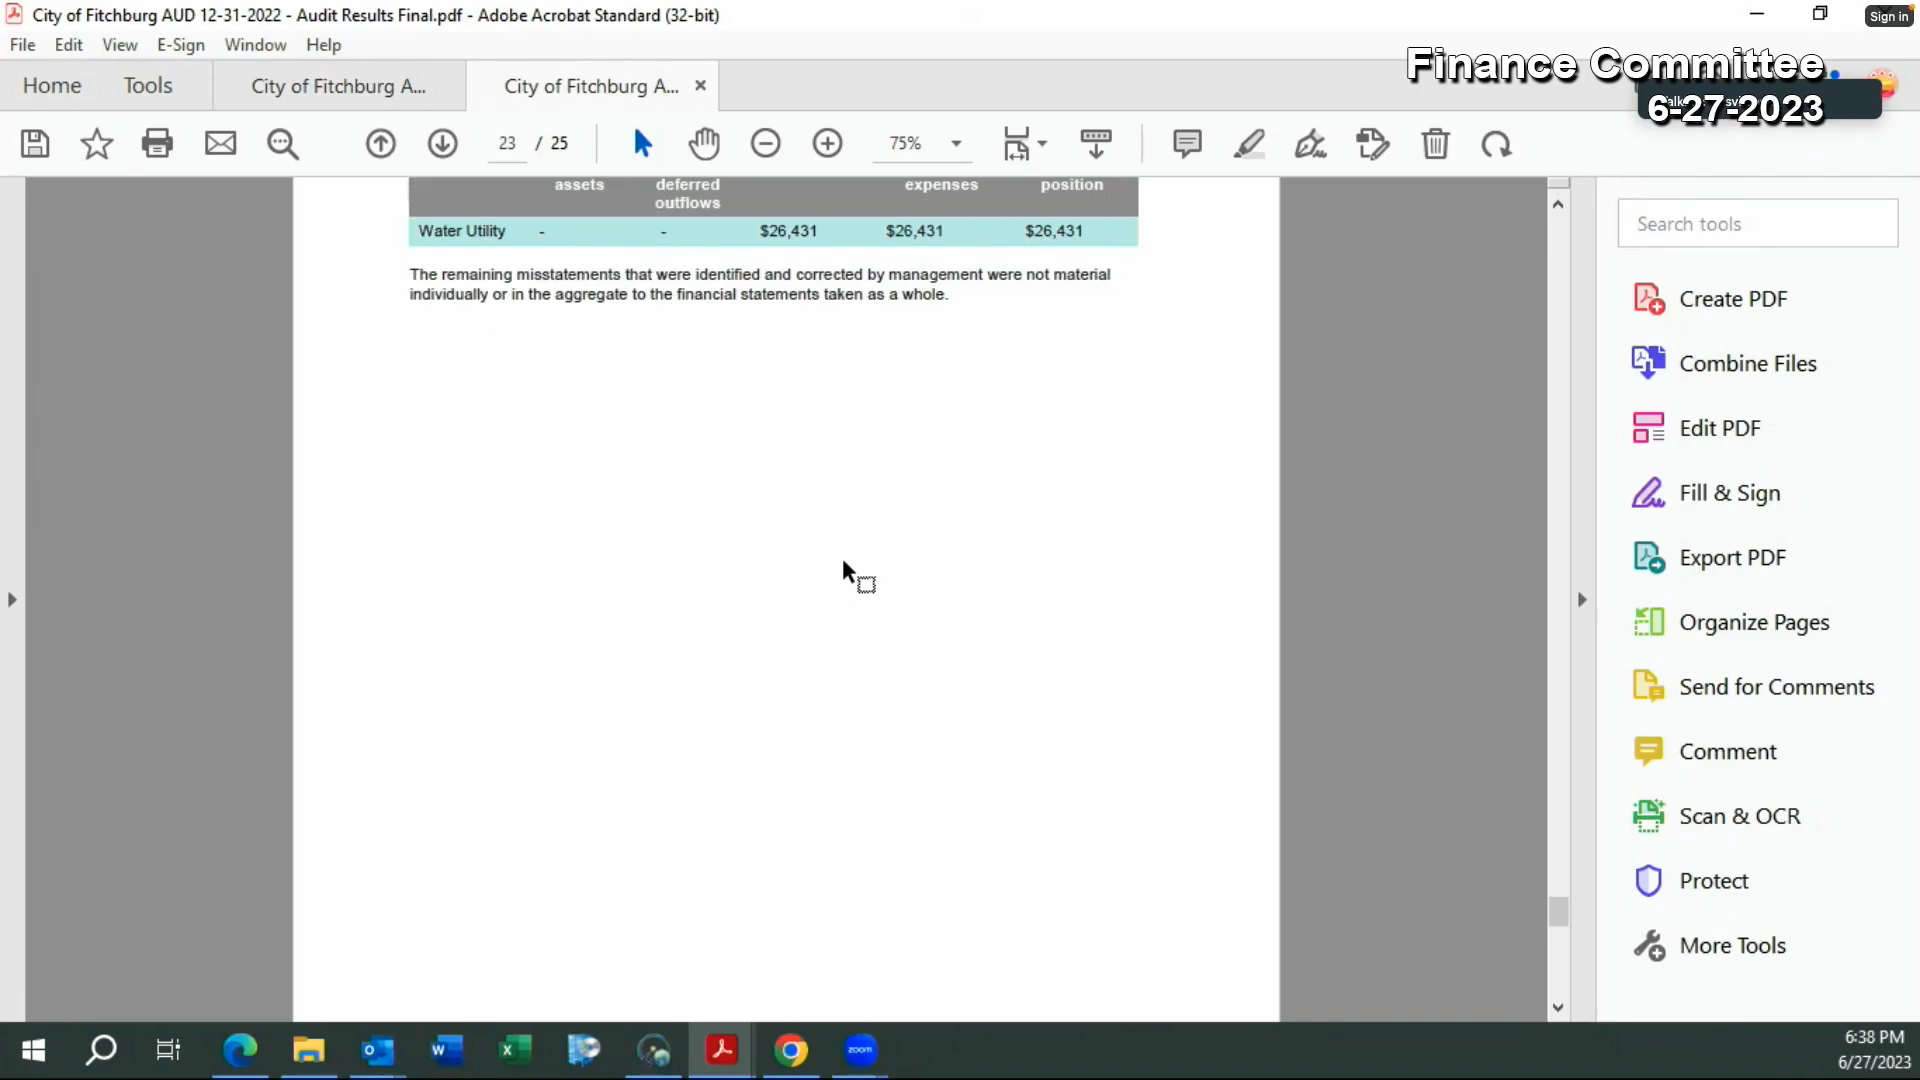 City of Fitchburg AUD 12-31-2022 - Audit Results Final.pdf - Adobe Acrobat Standard (32-bit)
Sign in
File Edit View E-Sign Window Help
Finance Committee
6-27-2023
Home Tools City of Fitchburg A... City of Fitchburg A...
23 / 25 75%
assets deferred expenses position
outflows
Water Utility - - $26,431 $26,431 $26,431
The remaining misstatements that were identified and corrected by management were not material
individually or in the aggregate to the financial statements taken as a whole.
Search tools
Create PDF
Combine Files
Edit PDF
Fill & Sign
Export PDF
Organize Pages
Send for Comments
Comment
Scan & OCR
Protect
More Tools
zoom
6:38 PM
6/27/2023